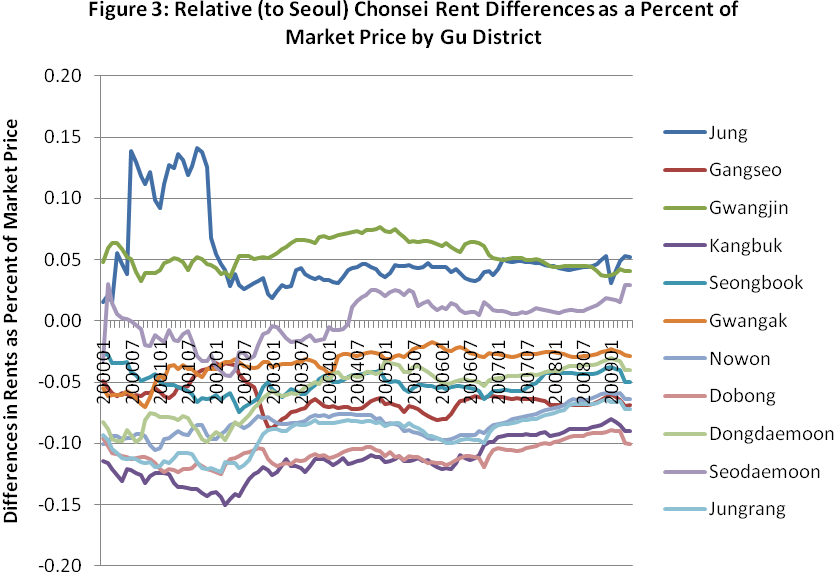 Figure 3: Relative (to Seoul) Chonsei Rent Differences as a Percent of
Market Price by Gu District
Differences in Rents as Percent of Market Price
0.20
0.15
0.10
0.05
0.00
-0.05
-0.10
-0.15
-0.20
200001
200007
200101
200107
200201
200207
200301
200307
200401
200407
200501
200507
200601
200607
200701
200707
200801
200807
200901
Jung
Gangseo
Gwangjin
Kangbuk
Seongbook
Gwangak
Nowon
Dobong
Dongdaemoon
Seodaemoon
Jungrang